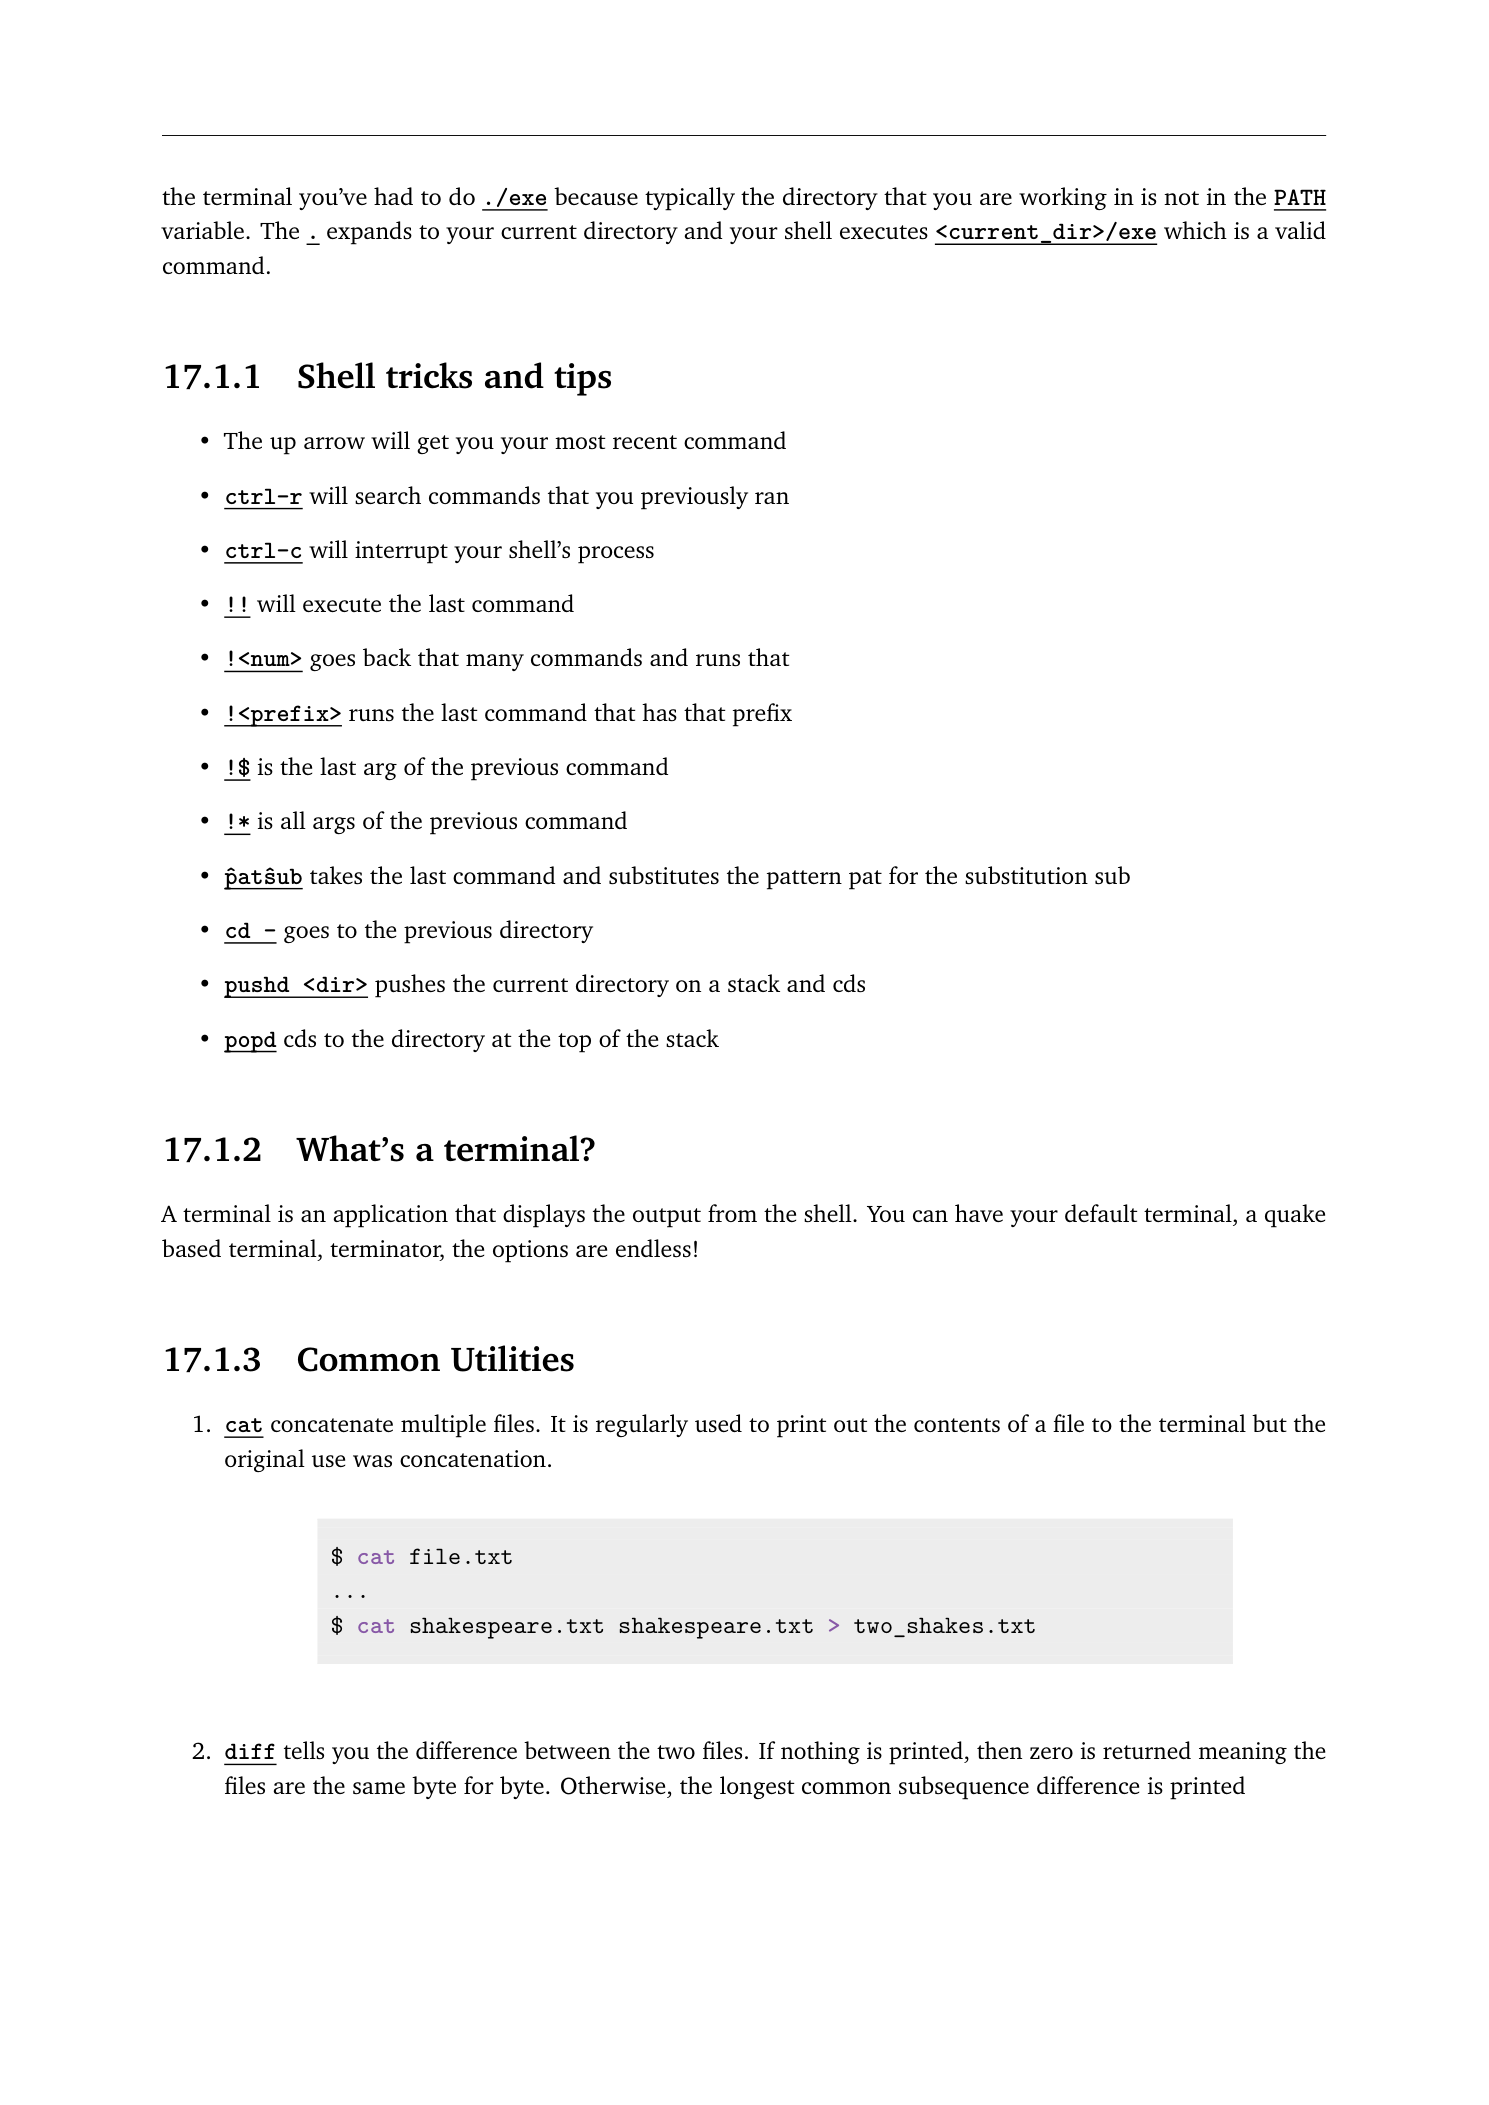 the terminal you’ve had to do ./exe because typically the directory that you are working in is not in the PATH
variable. The . expands to your current directory and your shell executes <current_dir>/exe which is a valid
command.
17.1.1 Shell tricks and tips
• The up arrow will get you your most recent command
• ctrl-r will search commands that you previously ran
• ctrl-c will interrupt your shell’s process
• !! will execute the last command
• !<num> goes back that many commands and runs that
• !<prefix> runs the last command that has that prefix
• !$ is the last arg of the previous command
• !* is all args of the previous command
• p̂atŝub takes the last command and substitutes the pattern pat for the substitution sub
• cd - goes to the previous directory
• pushd <dir> pushes the current directory on a stack and cds
• popd cds to the directory at the top of the stack
17.1.2 What’s a terminal?
A terminal is an application that displays the output from the shell. You can have your default terminal, a quake
based terminal, terminator, the options are endless!
17.1.3 Common Utilities
1. cat concatenate multiple files. It is regularly used to print out the contents of a file to the terminal but the
original use was concatenation.
$ cat file.txt
...
$ cat shakespeare.txt shakespeare.txt > two_shakes.txt
2. diff tells you the difference between the two files. If nothing is printed, then zero is returned meaning the
files are the same byte for byte. Otherwise, the longest common subsequence difference is printed